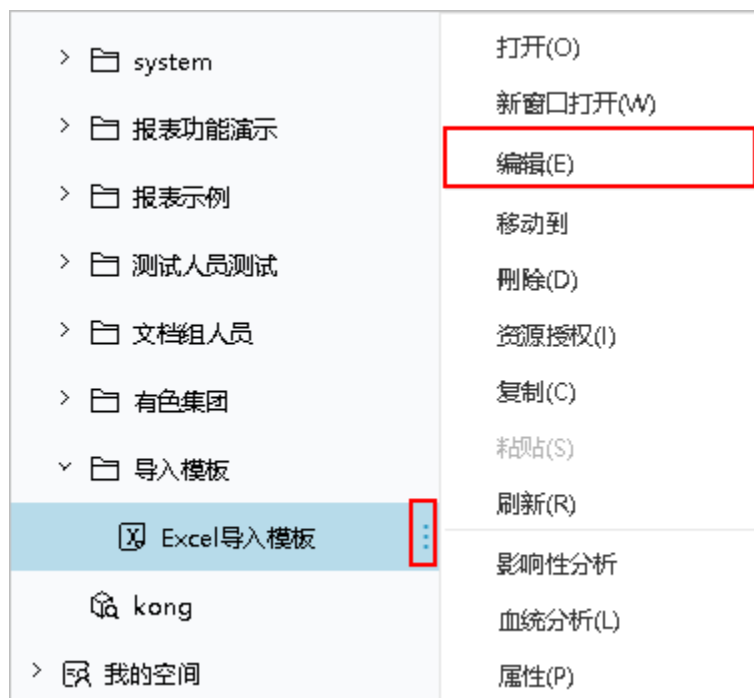 system
报表功能演示
报表示例
测试人员测试
文档组人员
有色集团
导入模板
Excel导入模板
kong
我的空间
打开(O)
新窗口打开(W)
编辑(E)
移动到
删除(D)
资源授权(I)
复制(C)
粘贴(S)
刷新(R)
影响性分析
血统分析(L)
属性(P)